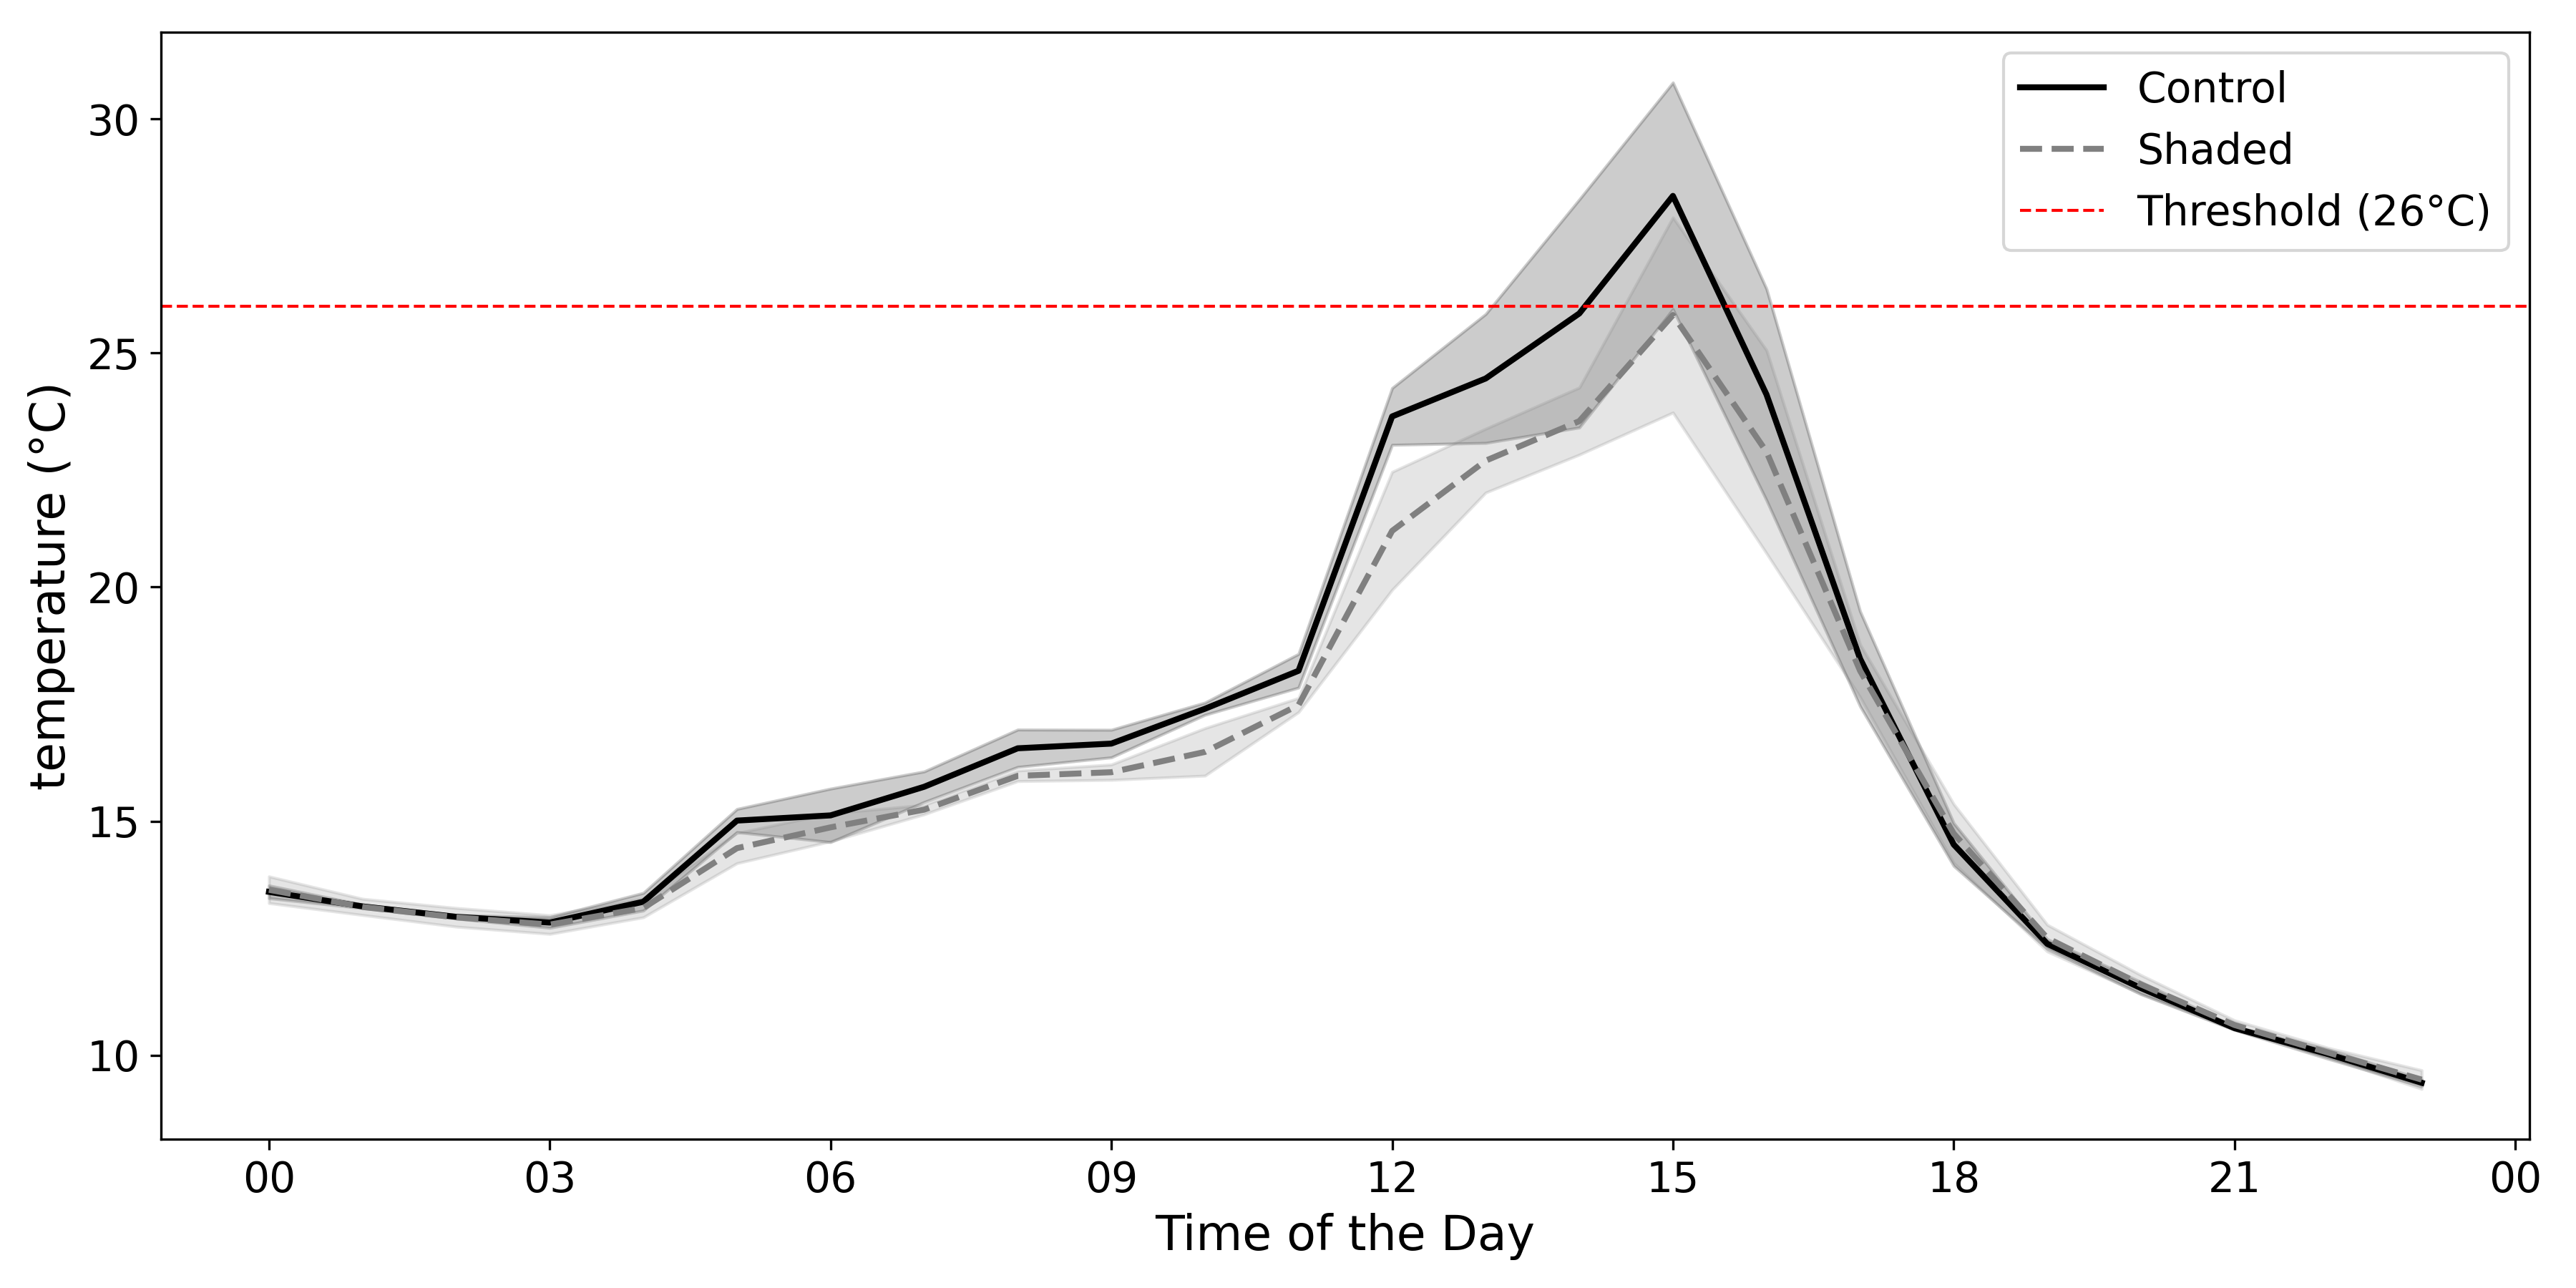 Control
Shaded
Threshold (26°C)
temperature (°C)
30
25
20
15
10
00 03 06 09 12 15 18 21 00
Time of the Day